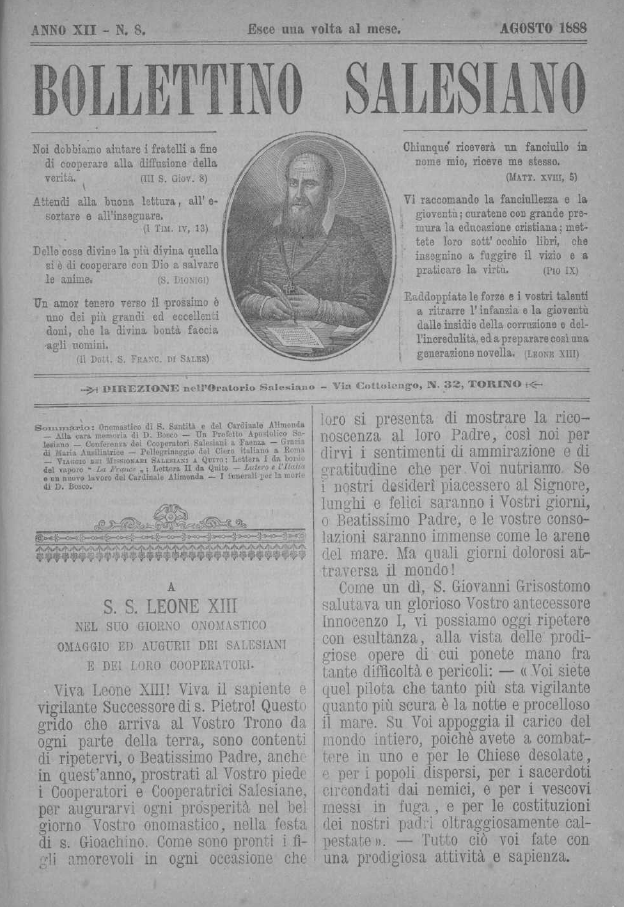 ANNO XII - N. 8.
Esce una volta al mese.
AGOSTO 1888
BOLLETTINO SALESIANO
Noi dobbiamo aiutare i fratelli a fine
di cooperare alla diffusione della
verità. (III S. Giov. 8)
Attendi alla buona lettura, all'e-
sortare e all'insegnare.
(I Tim. IV, 13)
Delle cose divine la più divina quella
si è di cooperare con Dio a salvare
le anime. (S. Dionigi)
Un amor tenero verso il prossimo è
uno dei più grandi ed eccellenti
doni, che la divina bontà faccia
agli uomini.
(il Dott. S. Franc. di Sales)
Chiunque riceverà un fanciullo in
nome mio, riceve me stesso.
(Matt. XVIII, 5)
Vi raccomando la fanciullezza e la
gioventù; curatene con grande pre-
mura la educazione cristiana; met-
tete loro sott'occhio libri, che
insegnino a fuggire il vizio e a
praticare la virtù. (Pio IX)
Raddoppiate le forze e i vostri talenti
a ritrarre l'infanzia e la gioventù
dalle insidie della corruzione e del-
l'incredulità, ed a preparare così una
generazione novella. (Leone XIII)
DIREZIONE nell'Oratorio Salesiano - Via Cottolengo, N. 32, TORINO
Sommario: Onomastico di S. Santità e del Cardinale Alimonda
— Alla cara memoria di D. Bosco — Un Prefetto Apostolico Sa-
lesiano — Conferenze dei Cooperatori Salesiani a Faenza — Grazia
di Maria Ausiliatrice — Pellegrinaggio del Clero Italiano a Roma
— Viaggio dei Missionari Salesiani a Quito: Lettera I da bordo
del vapore " La France „; Lettera II da Quito — Lutero e l'Italia
e un nuovo lavoro del Cardinale Alimonda — I funerali per la morte
di D. Bosco.
A
S. S. LEONE XIII
NEL SUO GIORNO ONOMASTICO
OMAGGIO ED AUGURII DEI SALESIANI
E DEI LORO COOPERATORI.
Viva Leone XIII! Viva il sapiente e
vigilante Successore di s. Pietro! Questo
grido che arriva al Vostro Trono da
ogni parte della terra, sono contenti
di ripetervi, o Beatissimo Padre, anche
in quest'anno, prostrati al Vostro piede
i Cooperatori e Cooperatrici Salesiane,
per augurarvi ogni prosperità nel bel
giorno Vostro onomastico, nella festa
di s. Gioachino. Come sono pronti i fi-
gli amorevoli in ogni occasione che
loro si presenta di mostrare la rico-
noscenza al loro Padre, così noi per
dirvi i sentimenti di ammirazione e di
gratitudine che per Voi nutriamo. Se
i nostri desideri piacessero al Signore,
lunghi e felici saranno i Vostri giorni,
o Beatissimo Padre, e le vostre conso-
lazioni saranno immense come le arene
del mare. Ma quali giorni dolorosi at-
traversa il mondo!
Come un dì, S. Giovanni Grisostomo
salutava un glorioso Vostro antecessore
Innocenzo I, vi possiamo oggi ripetere
con esultanza, alla vista delle prodi-
giose opere di cui ponete mano fra
tante difficoltà e pericoli: — « Voi siete
quel pilota che tanto più sta vigilante
quanto più scura è la notte e procelloso
il mare. Su Voi appoggia il carico del
mondo intiero, poichè avete a combat-
tere in uno e per le Chiese desolate,
e per i popoli dispersi, per i sacerdoti
circondati dai nemici, e per i vescovi
messi in fuga, e per le costituzioni
dei nostri padri oltraggiosamente cal-
pestate ». — Tutto ciò voi fate con
una prodigiosa attività e sapienza.